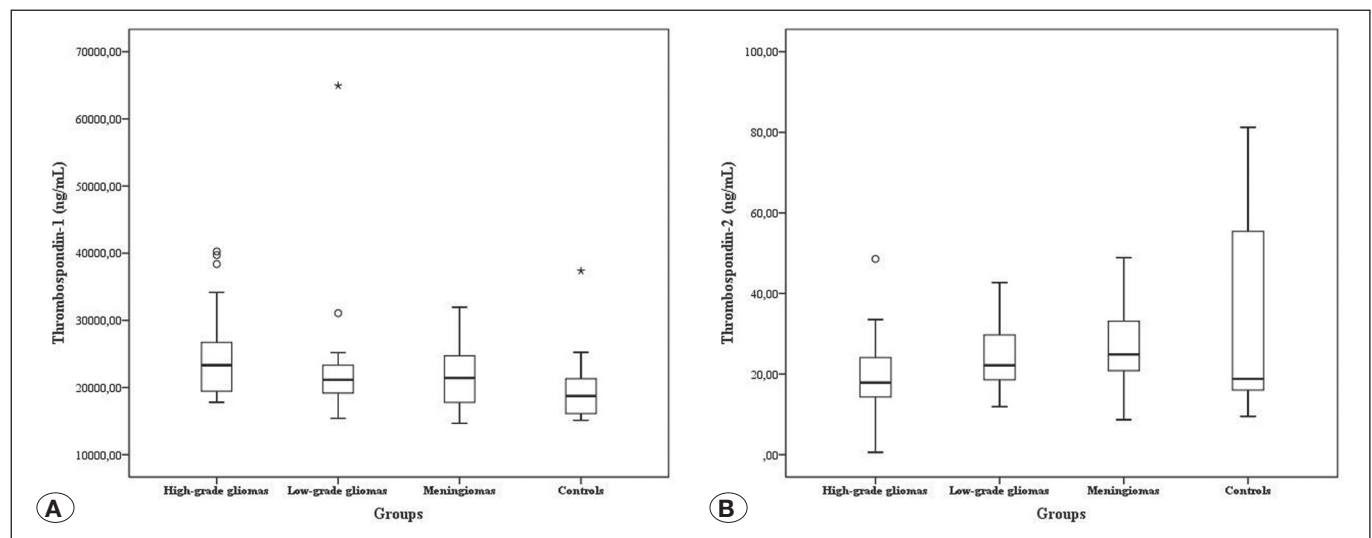 70000,00
60000,00
50000,00
40000,00
30000,00
20000,00
10000,00
Thrombospondin-1 (ng/mL)
High-grade gliomas Low-grade gliomas Meningiomas Controls
Groups
A
100,00
80,00
60,00
40,00
20,00
,00
Thrombospondin-2 (ng/mL)
High-grade gliomas Low-grade gliomas Meningiomas Controls
Groups
B